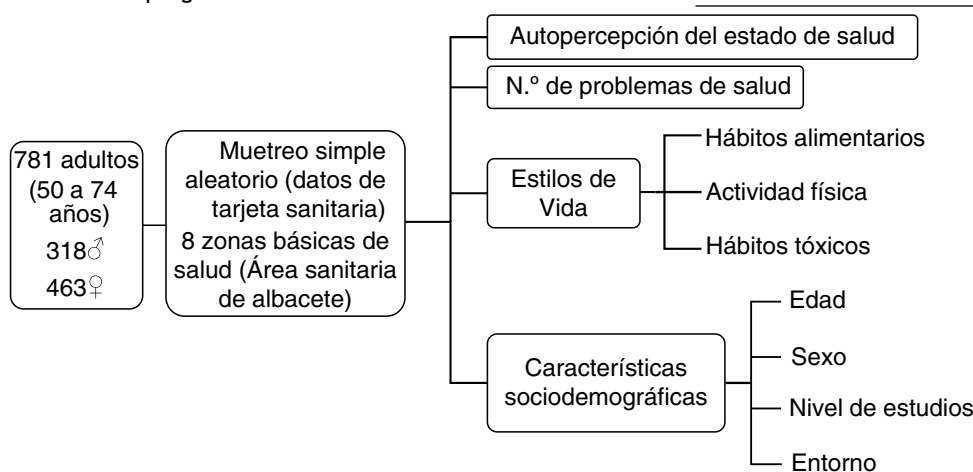 781 adultos
(50 a 74
años)
318♂
463♀
Muetreo simple
aleatorio (datos de
tarjeta sanitaria)
8 zonas básicas de
salud (Área sanitaria
de albacete)
Autopercepción del estado de salud
N.º de problemas de salud
Estilos de
Vida
Hábitos alimentarios
Actividad física
Hábitos tóxicos
Características
sociodemográficas
Edad
Sexo
Nivel de estudios
Entorno